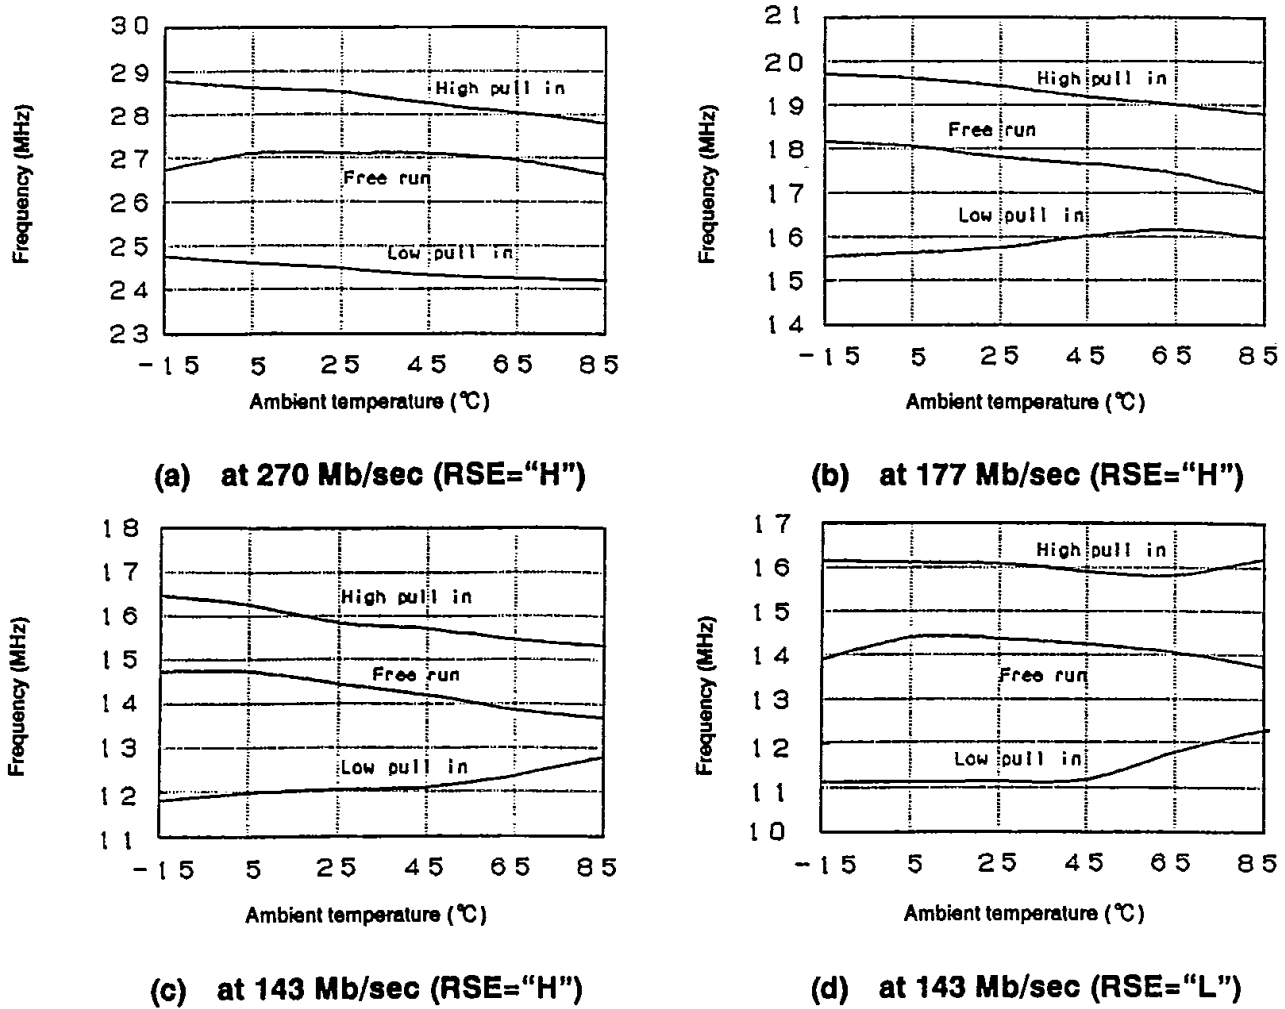 30
29
28
27
26
25
24
23
Frequency (MHz)
High pull in
Free run
Low pull in
-15 5 25 45 65 85
Ambient temperature (℃)
(a) at 270 Mb/sec (RSE=“H”)
21
20
19
18
17
16
15
14
Frequency (MHz)
High pull in
Free run
Low pull in
-15 5 25 45 65 85
Ambient temperature (℃)
(b) at 177 Mb/sec (RSE=“H”)
18
17
16
15
14
13
12
11
Frequency (MHz)
High pull in
Free run
Low pull in
-15 5 25 45 65 85
Ambient temperature (℃)
(c) at 143 Mb/sec (RSE=“H”)
17
16
15
14
13
12
11
10
Frequency (MHz)
High pull in
Free run
Low pull in
-15 5 25 45 65 85
Ambient temperature (℃)
(d) at 143 Mb/sec (RSE=“L”)